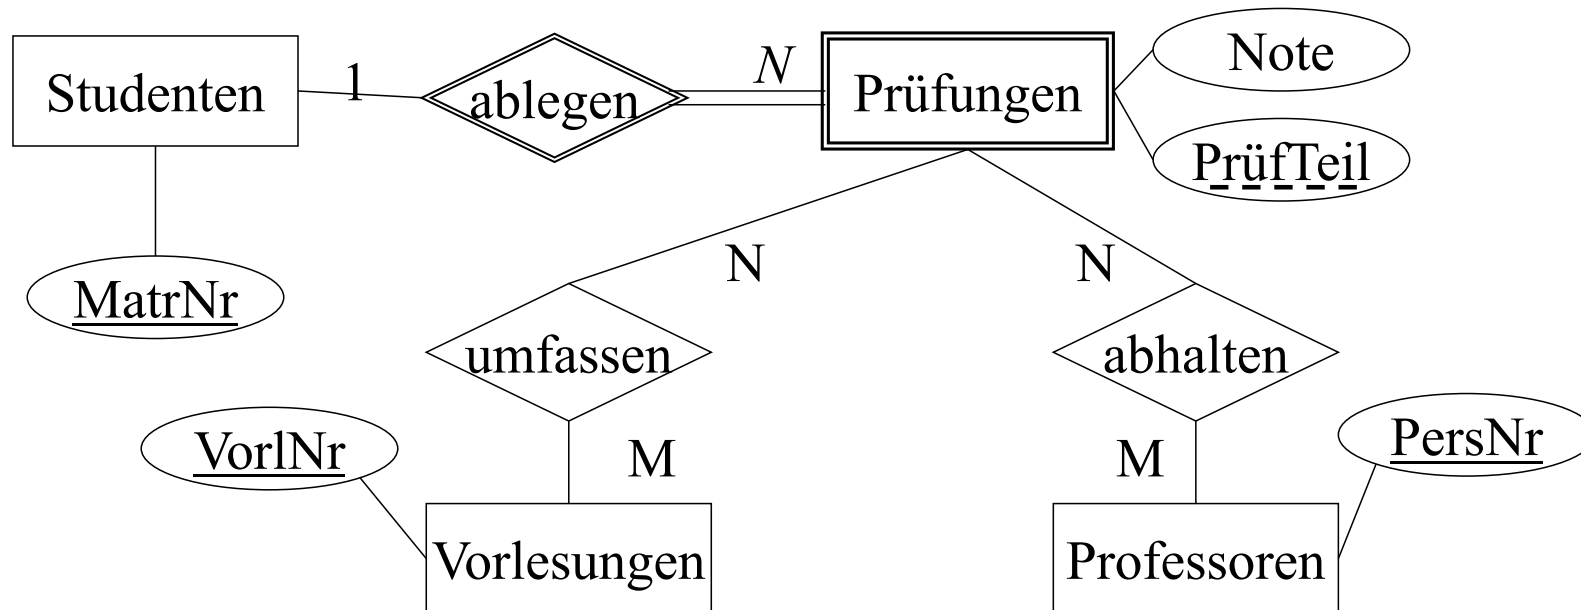 Studenten
1
ablegen
N
Prüfungen
Note
PrüfTeil
MatrNr
N
N
umfassen
abhalten
VorlNr
M
M
PersNr
Vorlesungen
Professoren